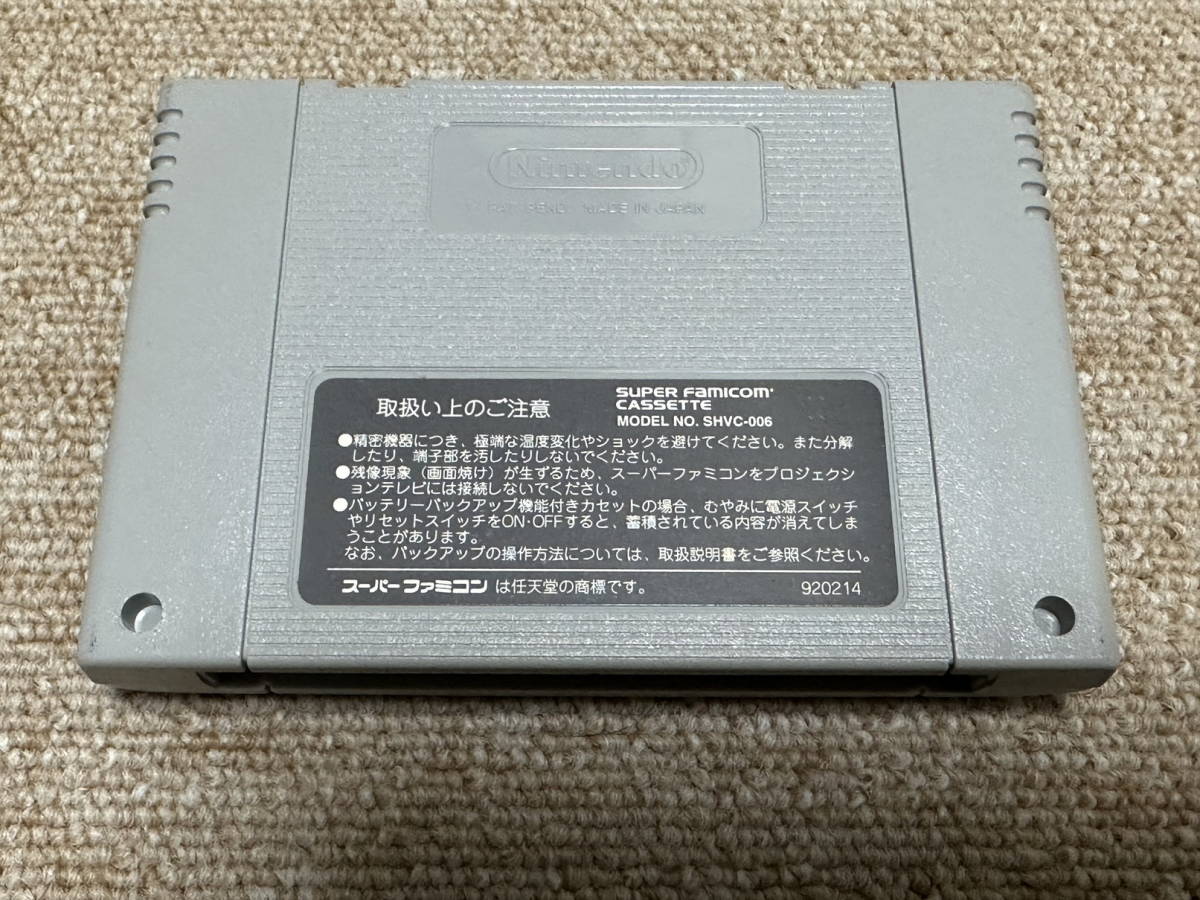 Nintendo®
PAT. PEND. MADE IN JAPAN
取扱い上のご注意
SUPER FAMICOM®
CASSETTE
MODEL NO. SHVC-006
●精密機器につき、極端な温度変化やショックを避けてください。また分解
したり、端子部を汚したりしないでください。
●残像現象（画面焼け）が生ずるため、スーパーファミコンをプロジェクシ
ョンテレビには接続しないでください。
●バッテリーバックアップ機能付きカセットの場合、むやみに電源スイッチ
やリセットスイッチをON・OFFすると、蓄積されている内容が消えてしま
うことがあります。
なお、バックアップの操作方法については、取扱説明書をご参照ください。
スーパーファミコン は任天堂の商標です。
920214